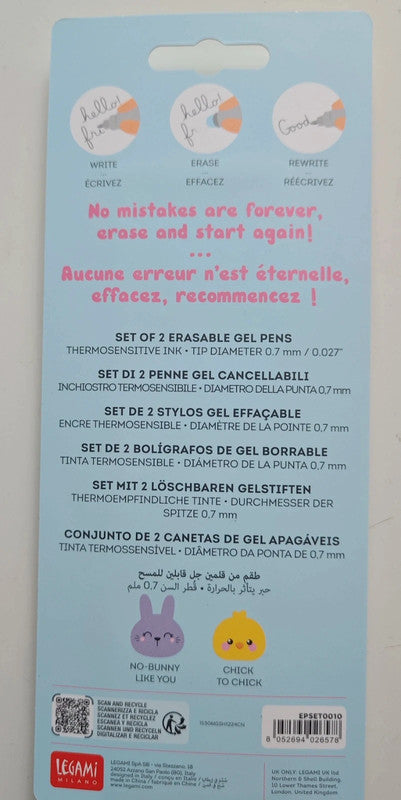 hello!
fr
hello!
fr
Good
WRITE
...
ÉCRIVEZ
ERASE
...
EFFACEZ
REWRITE
...
RÉÉCRIVEZ
No mistakes are forever,
erase and start again!
...
Aucune erreur n'est éternelle,
effacez, recommencez !
SET OF 2 ERASABLE GEL PENS
THERMOSENSITIVE INK • TIP DIAMETER 0.7 mm / 0.027"
SET DI 2 PENNE GEL CANCELLABILI
INCHIOSTRO TERMOSENSIBILE • DIAMETRO DELLA PUNTA 0,7 mm
SET DE 2 STYLOS GEL EFFAÇABLE
ENCRE THERMOSENSIBLE • DIAMÈTRE DE LA POINTE 0,7 mm
SET DE 2 BOLÍGRAFOS DE GEL BORRABLE
TINTA TERMOSENSIBLE • DIÁMETRO DE LA PUNTA 0,7 mm
SET MIT 2 LÖSCHBAREN GELSTIFTEN
THERMOEMPFINDLICHE TINTE • DURCHMESSER DER
SPITZE 0,7 mm
CONJUNTO DE 2 CANETAS DE GEL APAGÁVEIS
TINTA TERMOSSENSÍVEL • DIÂMETRO DA PONTA DE 0,7 mm
طقم من قلمين جل قابلين للمسح
حبر يتأثر بالحرارة • قُطر السن 0,7 ملم
NO-BUNNY
LIKE YOU
CHICK
TO CHICK
SCAN AND RECYCLE
SCANNERIZZA E RICICLA
SCANNEZ ET RECYCLEZ
ESCANEA Y RECICLA
SCANNEN UND RECYCELN
DIGITALIZAR E RECICLAR
EPSET0010
8 052694 026578
LEGAMI
MILANO
LEGAMI SpA SB • via Stezzano, 18
24052 Azzano San Paolo (BG), Italy
designed in Italy / conçu en Italie /
made in China / fabriqué en Chine /
UK ONLY: LEGAMI UK ltd
Northern & Shell Building,
10 Lower Thames Street,
London, United Kingdom